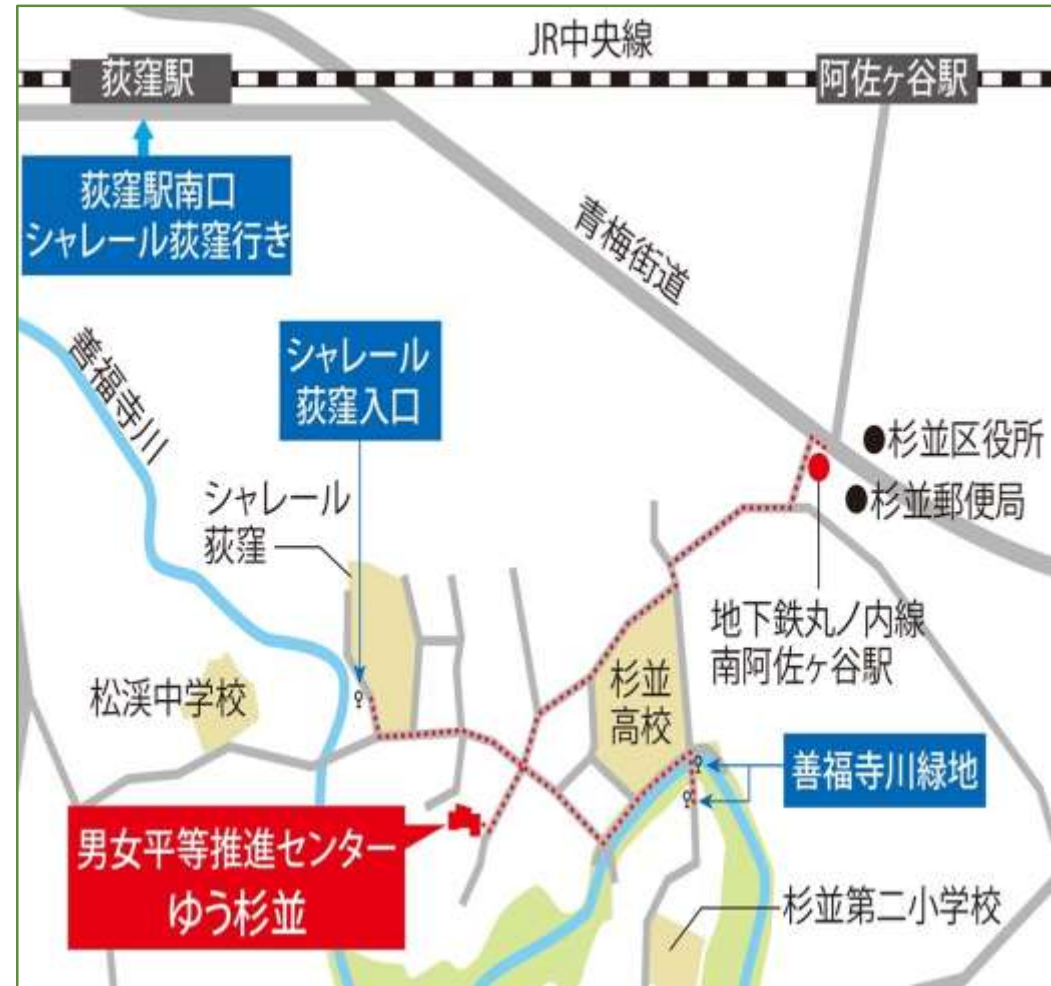 JR中央線
荻窪駅
阿佐ヶ谷駅
荻窪駅南口
シャレール荻窪行き
青梅街道
善福寺川
シャレール
荻窪入口
杉並区役所
杉並郵便局
シャレール
荻窪
地下鉄丸ノ内線
南阿佐ヶ谷駅
松渓中学校
杉並
高校
善福寺川緑地
男女平等推進センター
ゆう杉並
杉並第二小学校